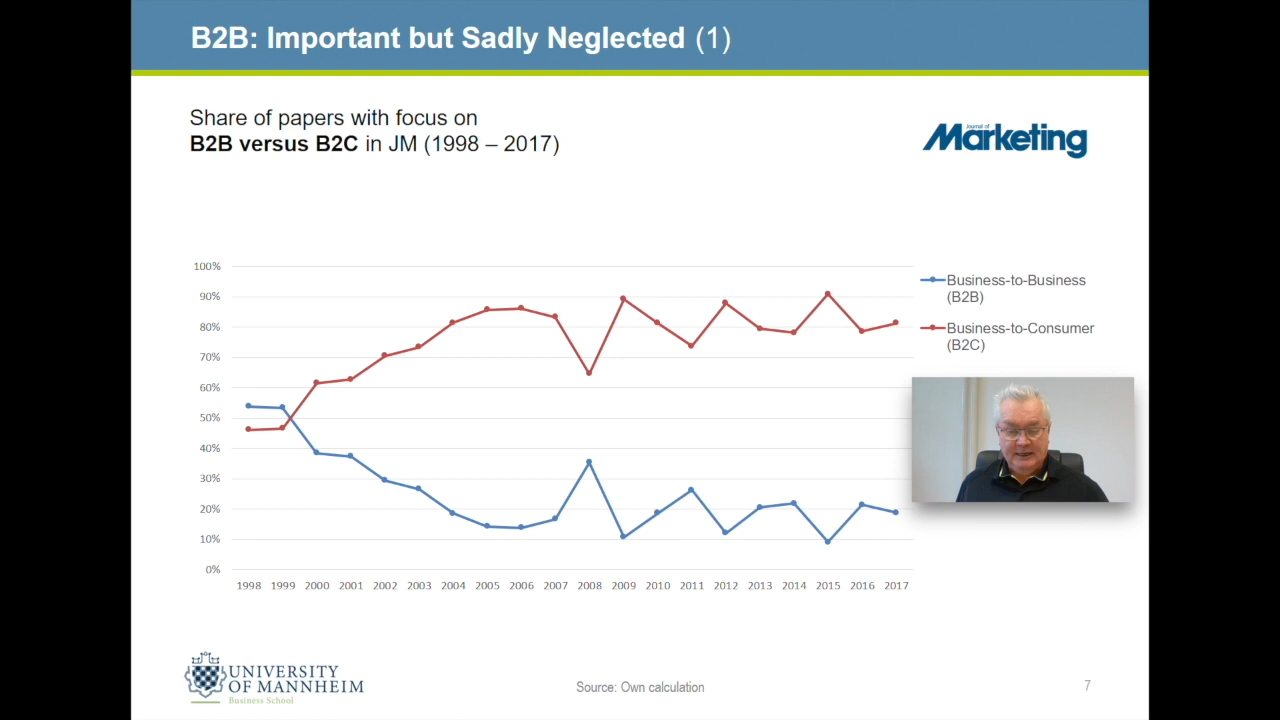 B2B: Important but Sadly Neglected (1)
Share of papers with focus on
B2B versus B2C in JM (1998 – 2017)
Journal of
Marketing
100%
90%
80%
70%
60%
50%
40%
30%
20%
10%
0%
1998 1999 2000 2001 2002 2003 2004 2005 2006 2007 2008 2009 2010 2011 2012 2013 2014 2015 2016 2017
Business-to-Business
(B2B)
Business-to-Consumer
(B2C)
UNIVERSITY
OF MANNHEIM
Business School
Source: Own calculation
7